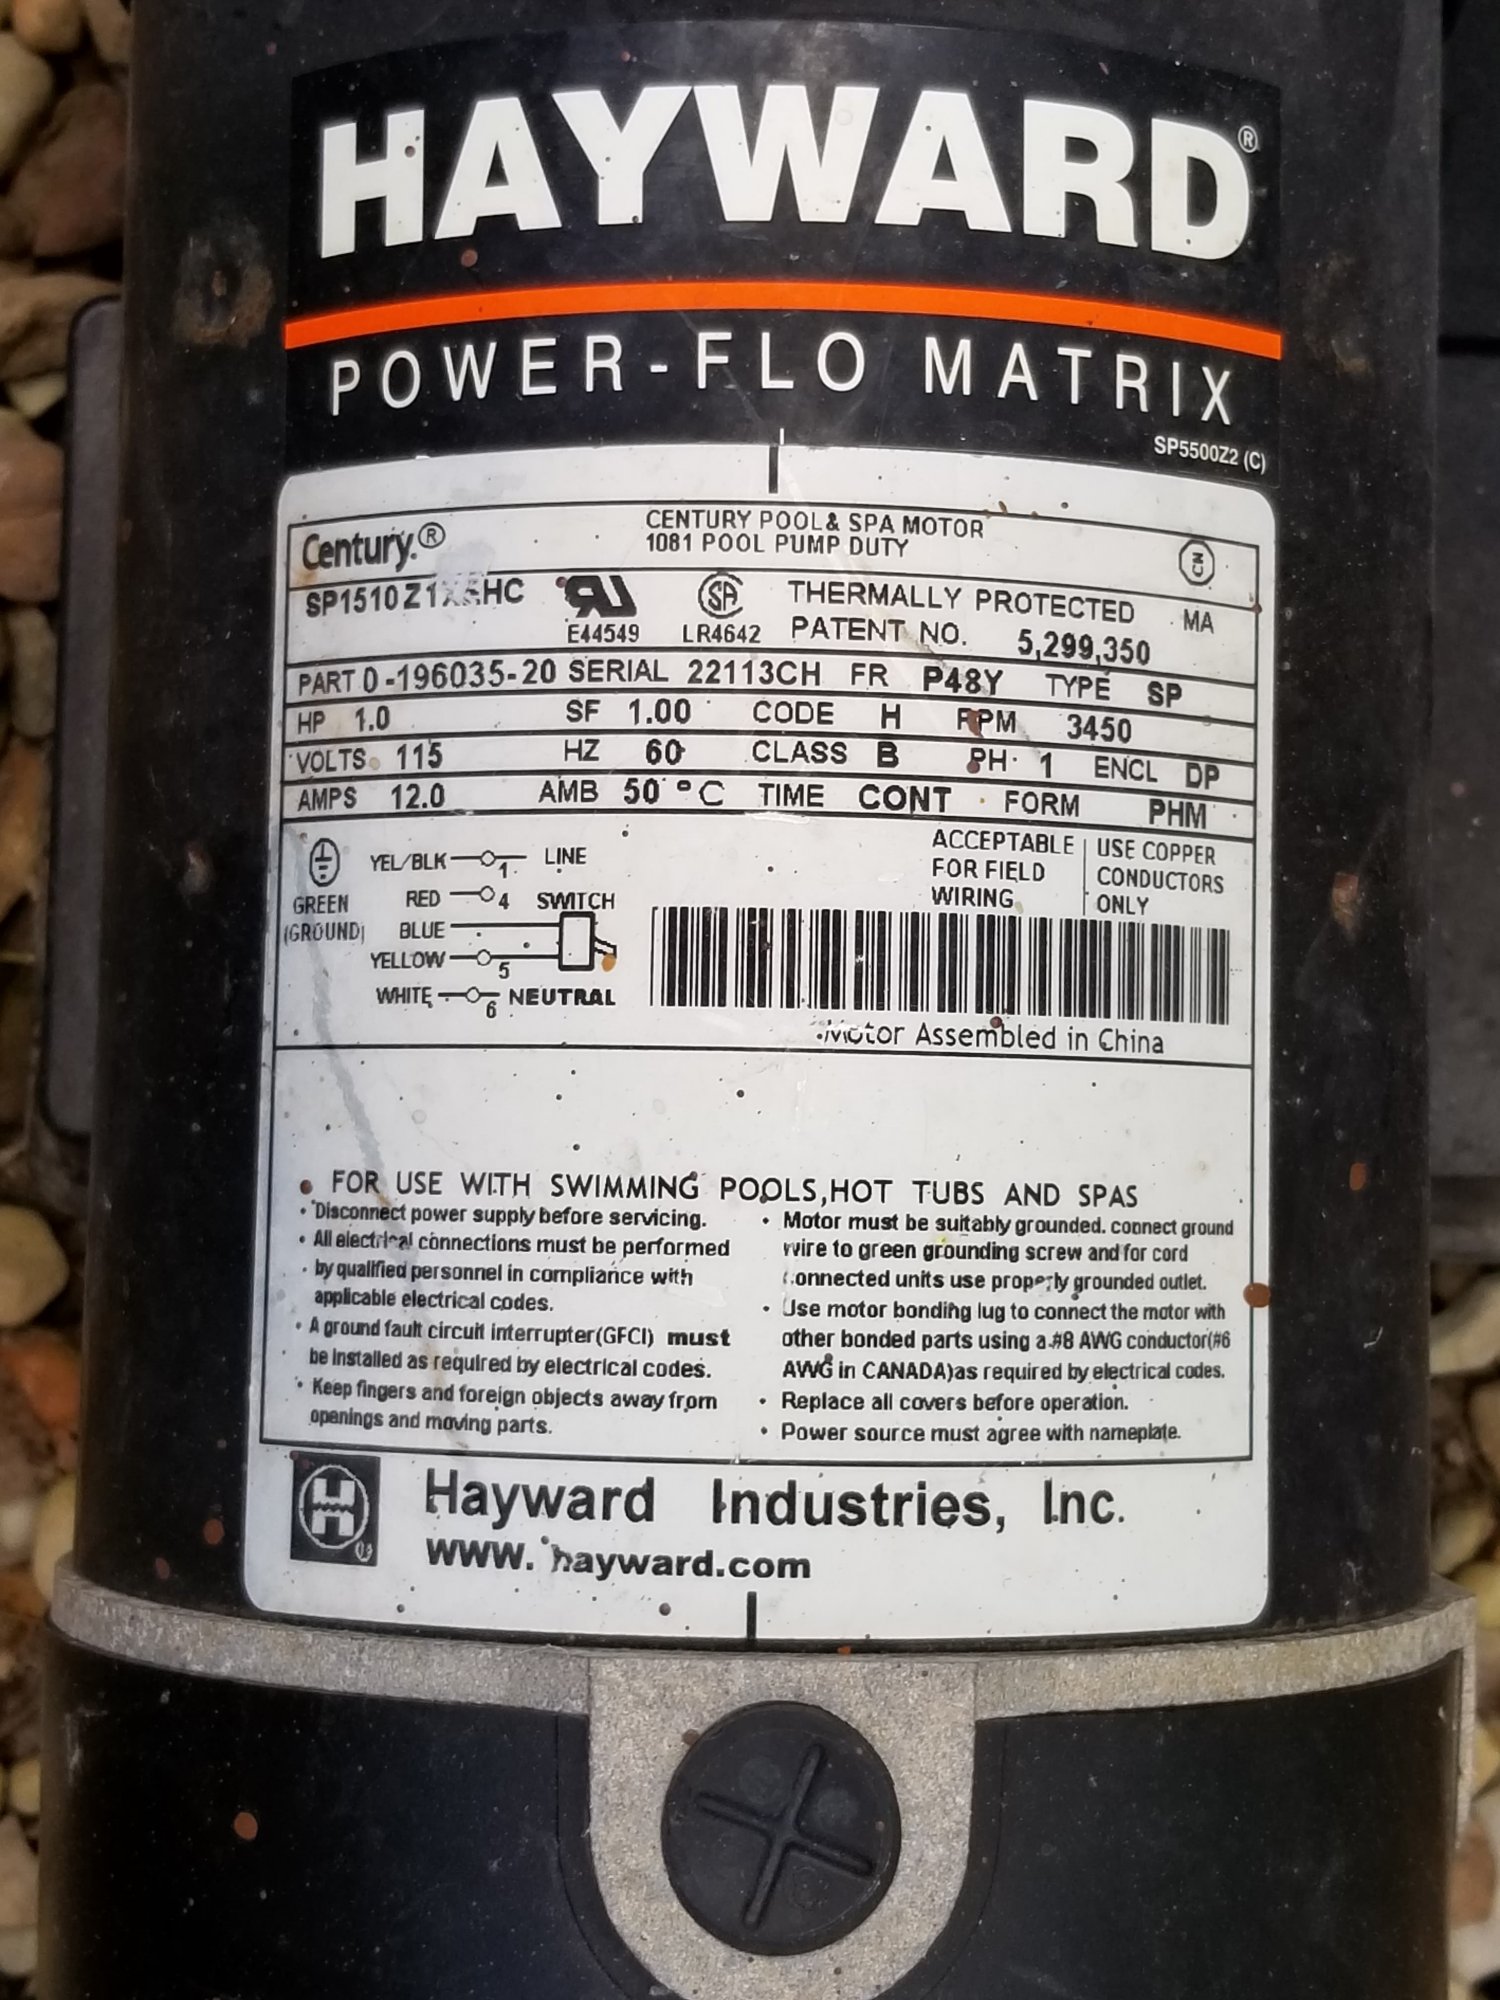 HAYWARD®
POWER-FLO MATRIX
SP5500Z2 (C)
Century.®
CENTURY POOL & SPA MOTOR
1081 POOL PUMP DUTY
CN
E44549
SA
LR4642
THERMALLY PROTECTED MA
PATENT NO. 5,299,350
PART 0-196035-20 SERIAL 22113CH FR P48Y TYPE SP
HP 1.0 SF 1.00 CODE H RPM 3450
VOLTS 115 HZ 60 CLASS B PH 1 ENCL DP
AMPS 12.0 AMB 50 °C TIME CONT FORM PHM
GREEN
(GROUND)
YEL/BLK 1 LINE
RED 4 SWITCH
BLUE
YELLOW 5
WHITE 6 NEUTRAL
ACCEPTABLE
FOR FIELD
WIRING
USE COPPER
CONDUCTORS
ONLY
Motor Assembled in China
FOR USE WITH SWIMMING POOLS,HOT TUBS AND SPAS
• Disconnect power supply before servicing.
• All electrical connections must be performed
• by qualified personnel in compliance with
applicable electrical codes.
• A ground fault circuit interrupter(GFCI) must
be installed as required by electrical codes.
• Keep fingers and foreign objects away from
openings and moving parts.
• Motor must be suitably grounded. connect ground
wire to green grounding screw and for cord
connected units use properly grounded outlet.
• Use motor bonding lug to connect the motor with
other bonded parts using a #8 AWG conductor(#6
AWG in CANADA)as required by electrical codes.
• Replace all covers before operation.
• Power source must agree with nameplate.
H
Hayward Industries, Inc.
www.hayward.com